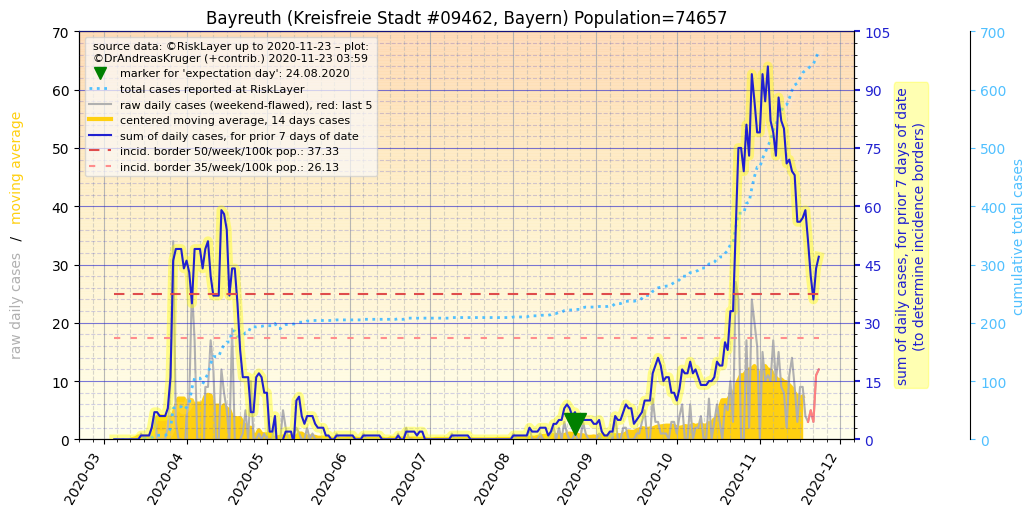 Bayreuth (Kreisfreie Stadt #09462, Bayern) Population=74657
source data: ©RiskLayer up to 2020-11-23 – plot:
©DrAndreasKruger (+contrib.) 2020-11-23 03:59
marker for 'expectation day': 24.08.2020
total cases reported at RiskLayer
raw daily cases (weekend-flawed), red: last 5
centered moving average, 14 days cases
sum of daily cases, for prior 7 days of date
incid. border 50/week/100k pop.: 37.33
incid. border 35/week/100k pop.: 26.13
raw daily cases / moving average
70
60
50
40
30
20
10
0
105
90
75
60
45
30
15
0
sum of daily cases, for prior 7 days of date
(to determine incidence borders)
700
600
500
400
300
200
100
0
cumulative total cases
2020-03
2020-04
2020-05
2020-06
2020-07
2020-08
2020-09
2020-10
2020-11
2020-12